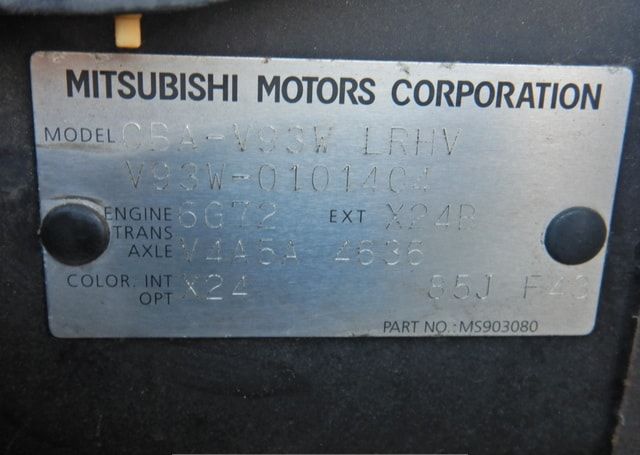 MITSUBISHI MOTORS CORPORATION
MODEL CBA-V93W LRHV
V93W-0101404
ENGINE 6G72 EXT X24B
TRANS AXLE V4A5A 4636
COLOR. INT X24 85J F43
OPT
PART NO.:MS903080